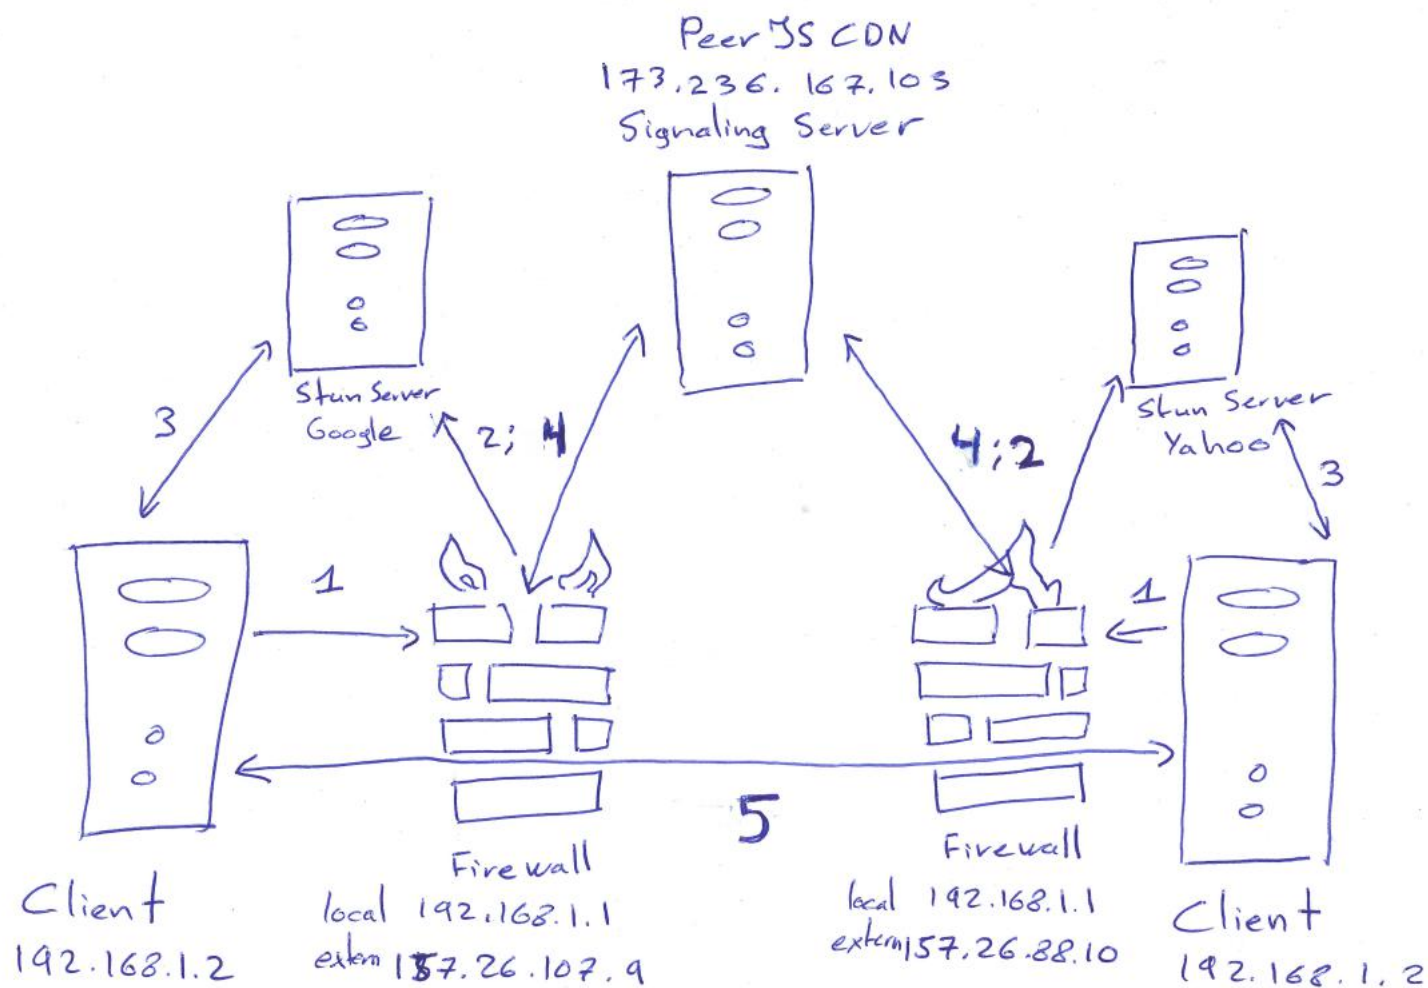 PeerJS CDN
173.236.167.103
Signaling Server
Stun Server
Google
Stun Server
Yahoo
3
2; 4
4;2
3
1
1
5
Firewall
local 192.168.1.1
extern 157.26.107.9
Firewall
local 192.168.1.1
extern 157.26.88.10
Client
192.168.1.2
Client
192.168.1.2